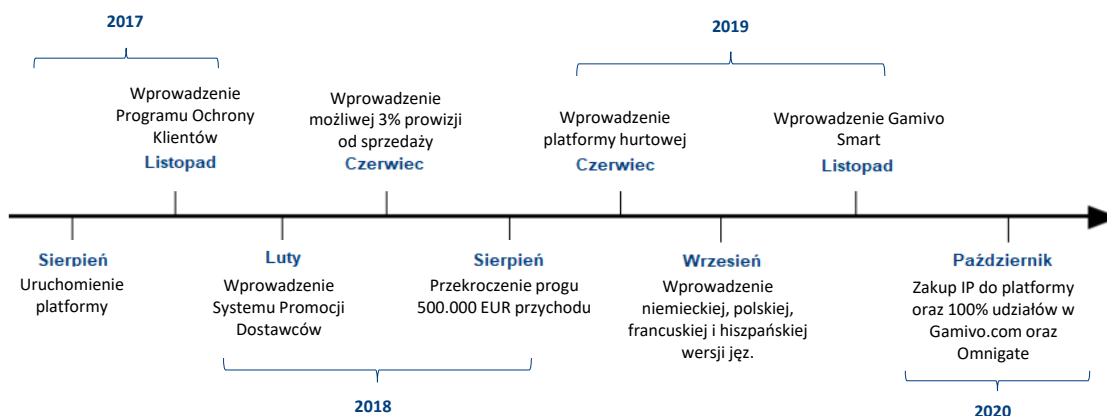 2017
2019
Wprowadzenie
Programu Ochrony
Klientów
Listopad
Wprowadzenie
możliwej 3% prowizji
od sprzedaży
Czerwiec
Wprowadzenie
platformy hurtowej
Czerwiec
Wprowadzenie Gamivo
Smart
Listopad
Sierpień
Uruchomienie
platformy
Luty
Wprowadzenie
Systemu Promocji
Dostawców
Sierpień
Przekroczenie progu
500.000 EUR przychodu
Wrzesień
Wprowadzenie
niemieckiej, polskiej,
francuskiej i hiszpańskiej
wersji jęz.
Październik
Zakup IP do platformy
oraz 100% udziałów w
Gamivo.com oraz
Omnigate
2018
2020